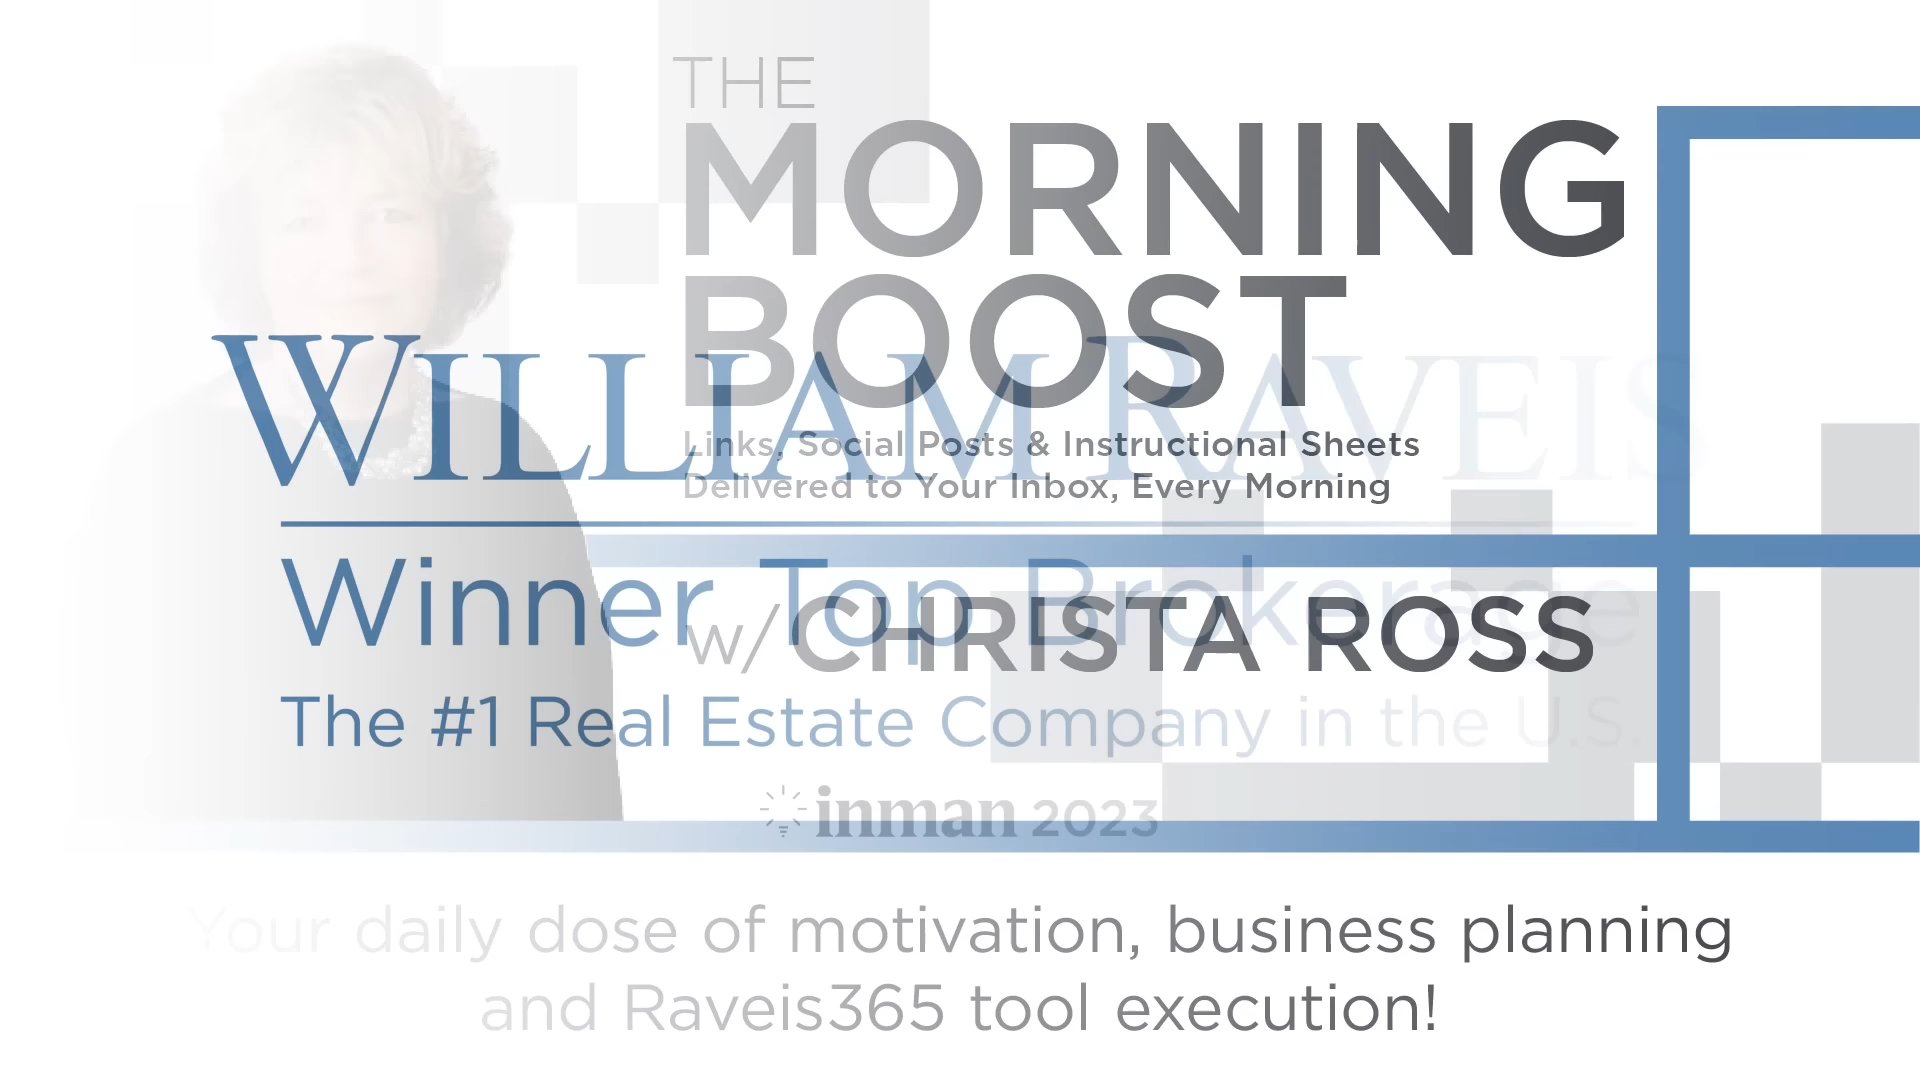 THE
MORNING
BOOST
WILLIAM RAVEIS
Links, Social Posts & Instructional Sheets
Delivered to Your Inbox, Every Morning
Winner Top Brokerage
w/CHRISTA ROSS
The #1 Real Estate Company in the U.S.
inman 2023
Your daily dose of motivation, business planning
and Raveis365 tool execution!